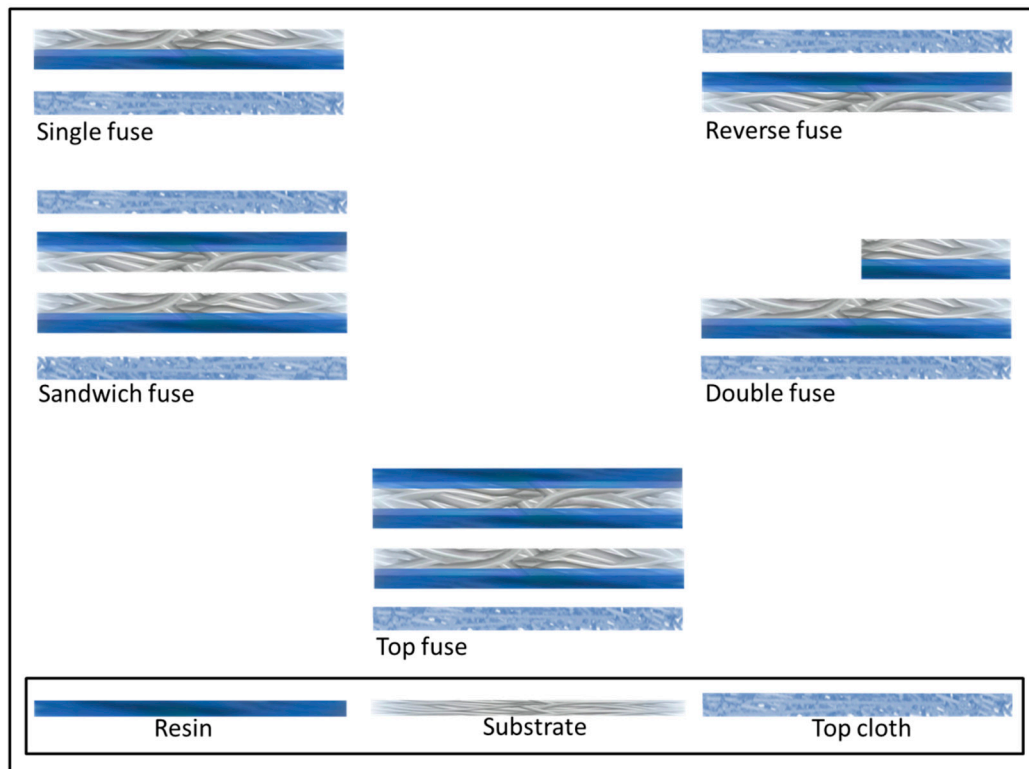 Single fuse
Reverse fuse
Sandwich fuse
Double fuse
Top fuse
Resin
Substrate
Top cloth